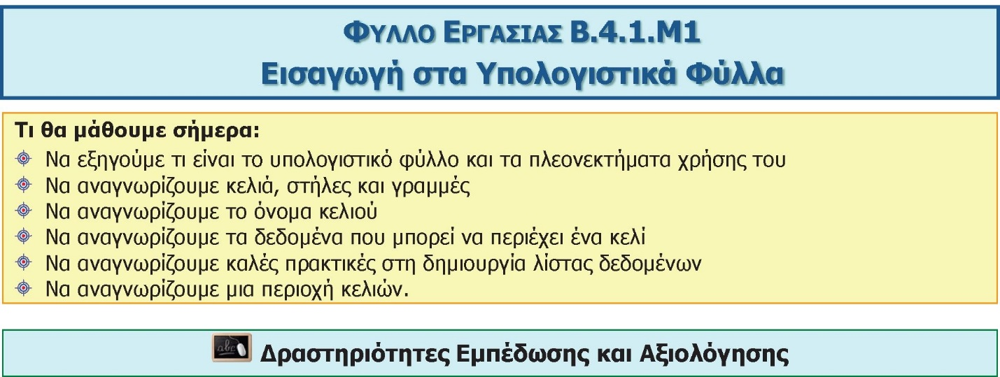 ΦΥΛΛΟ ΕΡΓΑΣΙΑΣ Β.4.1.Μ1
Εισαγωγή στα Υπολογιστικά Φύλλα
Τι θα μάθουμε σήμερα:
Να εξηγούμε τι είναι το υπολογιστικό φύλλο και τα πλεονεκτήματα χρήσης του
Να αναγνωρίζουμε κελιά, στήλες και γραμμές
Να αναγνωρίζουμε το όνομα κελιού
Να αναγνωρίζουμε τα δεδομένα που μπορεί να περιέχει ένα κελί
Να αναγνωρίζουμε καλές πρακτικές στη δημιουργία λίστας δεδομένων
Να αναγνωρίζουμε μια περιοχή κελιών.
abc Δραστηριότητες Εμπέδωσης και Αξιολόγησης